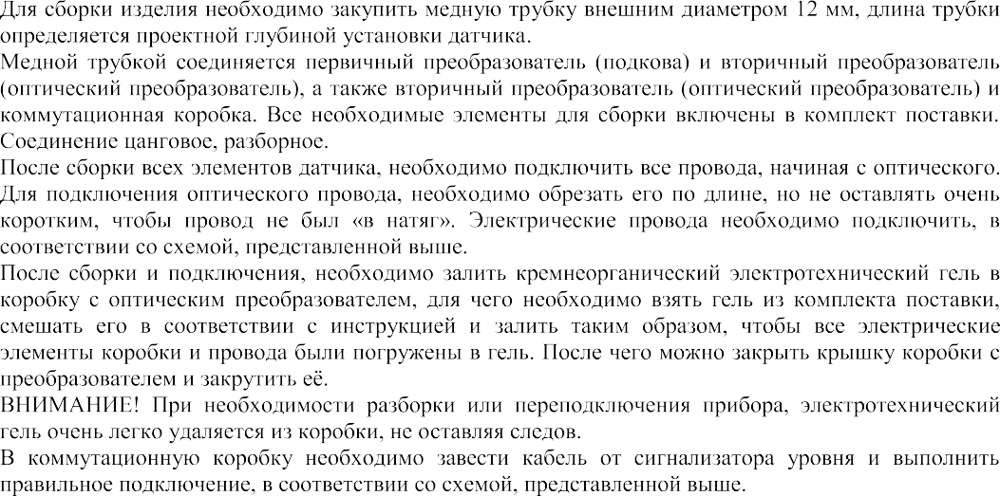 Для сборки изделия необходимо закупить медную трубку внешним диаметром 12 мм, длина трубки
определяется проектной глубиной установки датчика.
Медной трубкой соединяется первичный преобразователь (подкова) и вторичный преобразователь
(оптический преобразователь), а также вторичный преобразователь (оптический преобразователь) и
коммутационная коробка. Все необходимые элементы для сборки включены в комплект поставки.
Соединение цанговое, разборное.
После сборки всех элементов датчика, необходимо подключить все провода, начиная с оптического.
Для подключения оптического провода, необходимо обрезать его по длине, но не оставлять очень
коротким, чтобы провод не был «в натяг». Электрические провода необходимо подключить, в
соответствии со схемой, представленной выше.
После сборки и подключения, необходимо залить кремнеорганический электротехнический гель в
коробку с оптическим преобразователем, для чего необходимо взять гель из комплекта поставки,
смешать его в соответствии с инструкцией и залить таким образом, чтобы все электрические
элементы коробки и провода были погружены в гель. После чего можно закрыть крышку коробки с
преобразователем и закрутить её.
ВНИМАНИЕ! При необходимости разборки или переподключения прибора, электротехнический
гель очень легко удаляется из коробки, не оставляя следов.
В коммутационную коробку необходимо завести кабель от сигнализатора уровня и выполнить
правильное подключение, в соответствии со схемой, представленной выше.